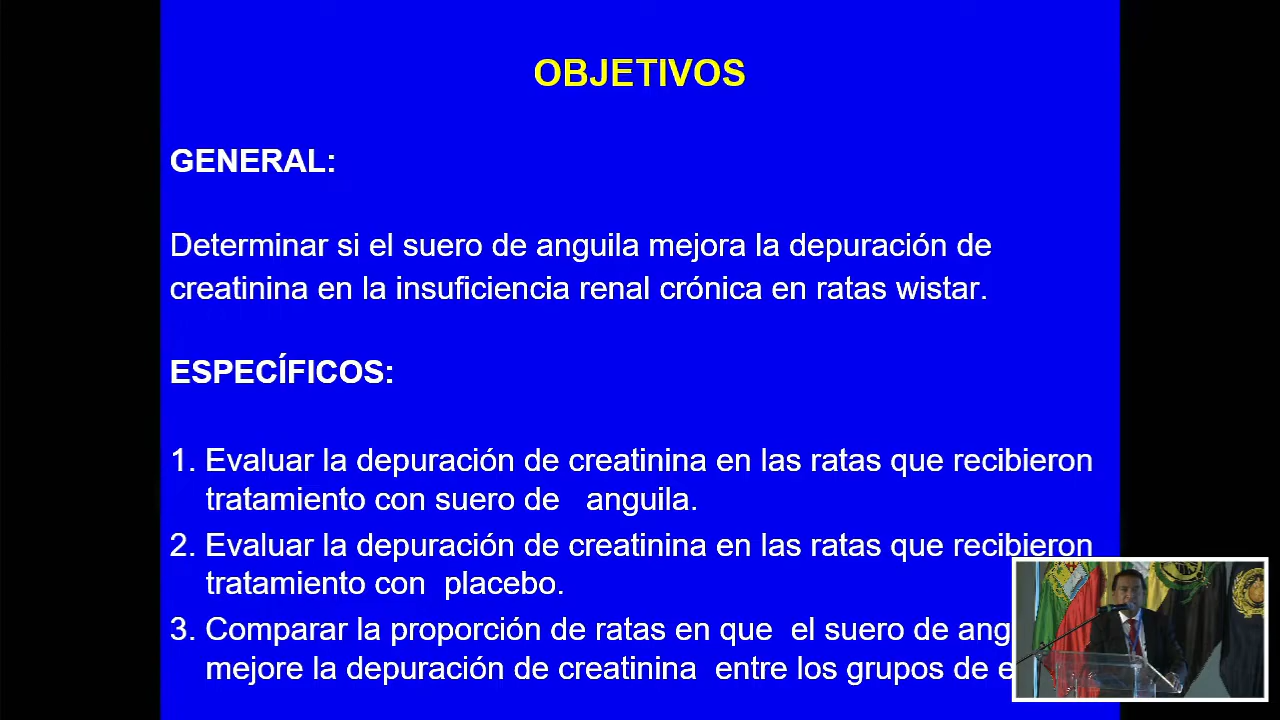 OBJETIVOS
GENERAL:
Determinar si el suero de anguila mejora la depuración de
creatinina en la insuficiencia renal crónica en ratas wistar.
ESPECÍFICOS:
1. Evaluar la depuración de creatinina en las ratas que recibieron
tratamiento con suero de anguila.
2. Evaluar la depuración de creatinina en las ratas que recibieron
tratamiento con placebo.
3. Comparar la proporción de ratas en que el suero de
mejore la depuración de creatinina entre los grupos de